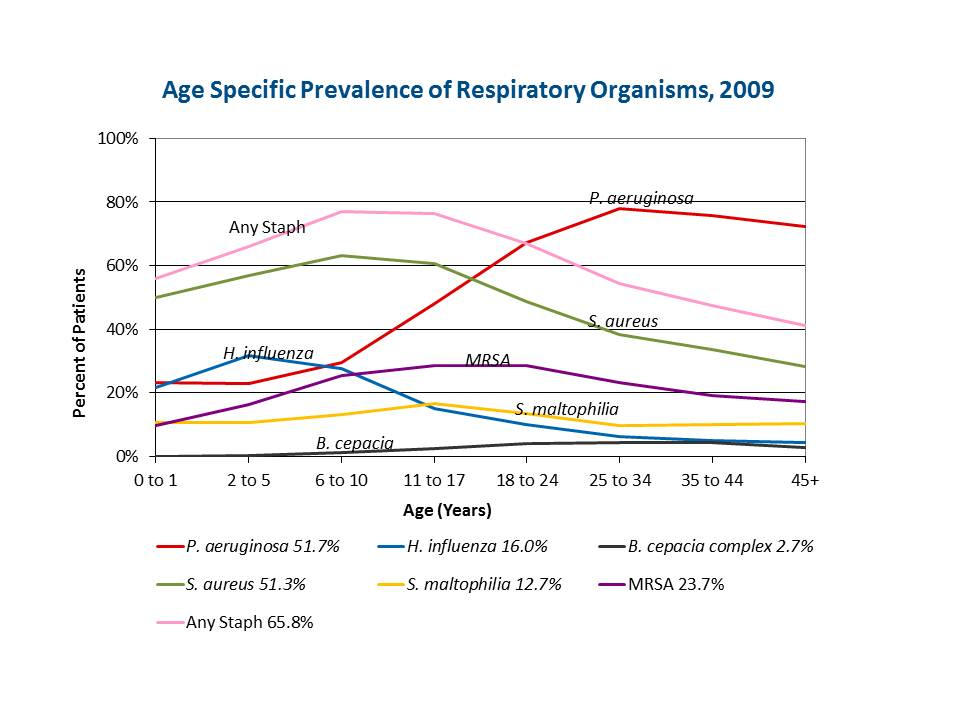 Age Specific Prevalence of Respiratory Organisms, 2009
100%
80%
60%
40%
20%
0%
Percent of Patients
P. aeruginosa
Any Staph
S. aureus
H. influenza
MRSA
S. maltophilia
B. cepacia
0 to 1 2 to 5 6 to 10 11 to 17 18 to 24 25 to 34 35 to 44 45+
Age (Years)
P. aeruginosa 51.7% H. influenza 16.0% B. cepacia complex 2.7%
S. aureus 51.3% S. maltophilia 12.7% MRSA 23.7%
Any Staph 65.8%